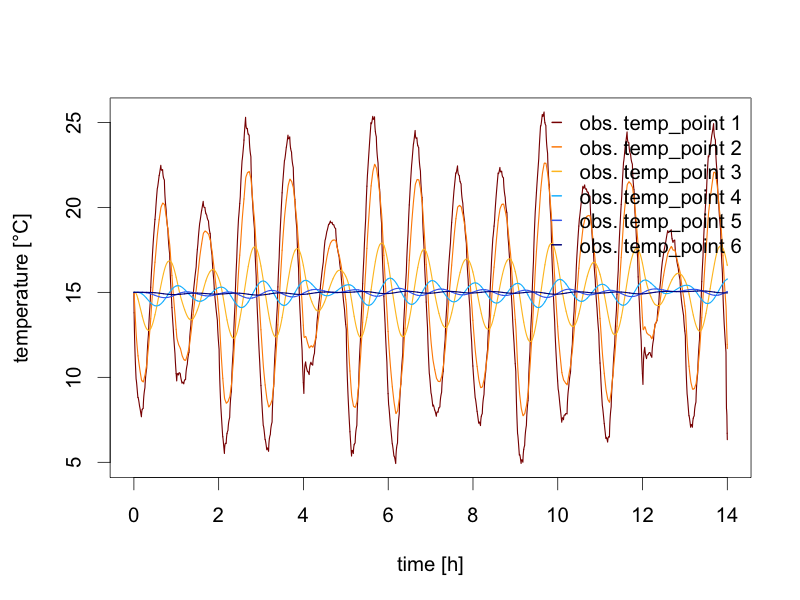 temperature [°C]
25
20
15
10
5
obs. temp_point 1
obs. temp_point 2
obs. temp_point 3
obs. temp_point 4
obs. temp_point 5
obs. temp_point 6
0 2 4 6 8 10 12 14
time [h]